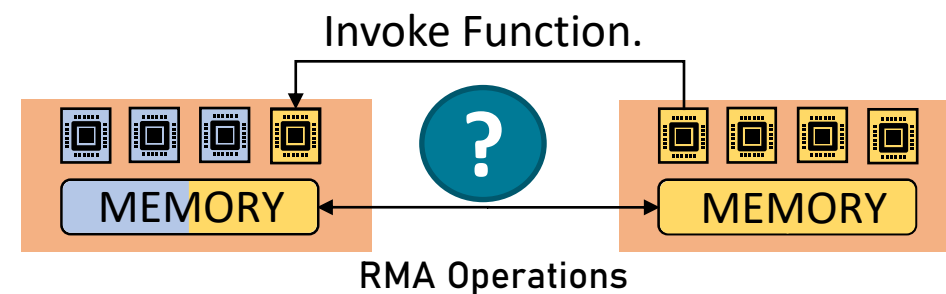 Invoke Function.
?
MEMORY
MEMORY
RMA Operations